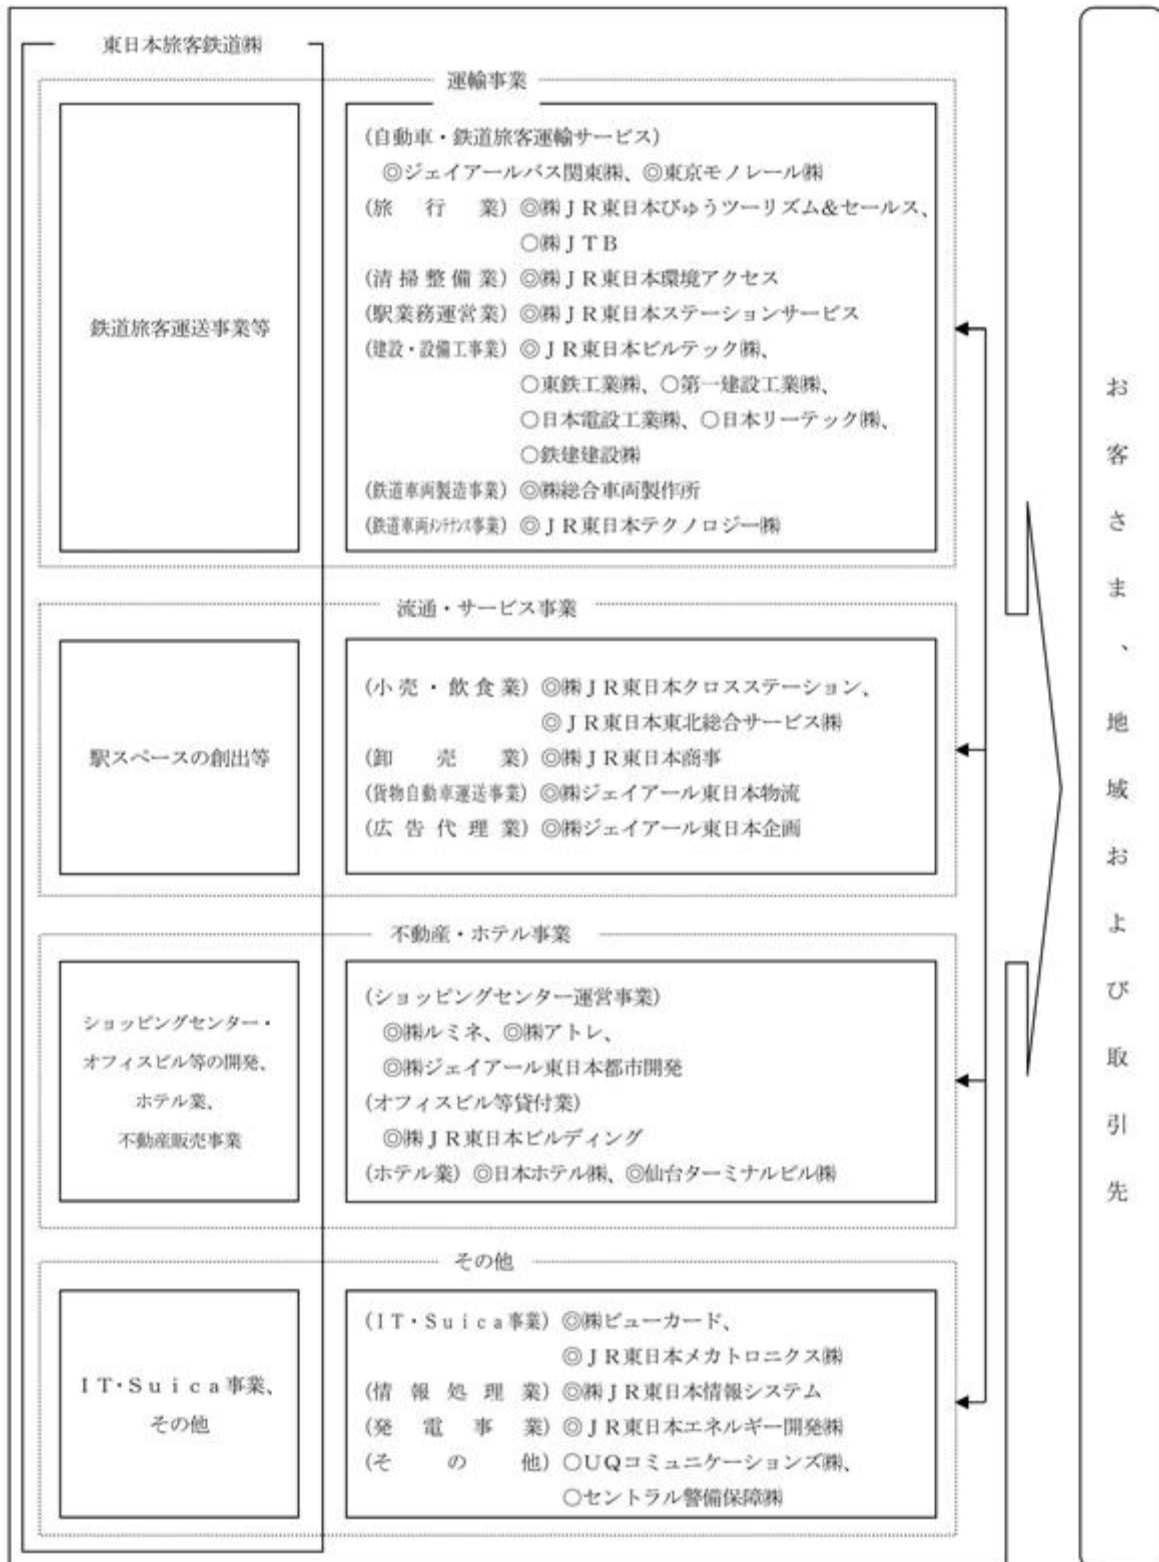 東日本旅客鉄道㈱
運輸事業
鉄道旅客運送事業等
(自動車・鉄道旅客運輸サービス)
◎ジェイアールバス関東㈱、◎東京モノレール㈱
(旅行業) ◎㈱JR東日本びゅうツーリズム&セールス、
○㈱JTB
(清掃整備業) ◎㈱JR東日本環境アクセス
(駅業務運営業) ◎㈱JR東日本ステーションサービス
(建設・設備工事業) ◎JR東日本ビルテック㈱、
○東鉄工業㈱、○第一建設工業㈱、
○日本電設工業㈱、○日本リーテック㈱、
○鉄建建設㈱
(鉄道車両製造事業) ◎㈱総合車両製作所
(鉄道車両メンテナンス事業) ◎JR東日本テクノロジー㈱
流通・サービス事業
駅スペースの創出等
(小売・飲食業) ◎㈱JR東日本クロスステーション、
◎JR東日本東北総合サービス㈱
(卸売業) ◎㈱JR東日本商事
(貨物自動車運送事業) ◎㈱ジェイアール東日本物流
(広告代理業) ◎㈱ジェイアール東日本企画
不動産・ホテル事業
ショッピングセンター・
オフィスビル等の開発、
ホテル業、
不動産販売事業
(ショッピングセンター運営事業)
◎㈱ルミネ、◎㈱アトレ、
◎㈱ジェイアール東日本都市開発
(オフィスビル等貸付業)
◎㈱JR東日本ビルディング
(ホテル業) ◎日本ホテル㈱、◎仙台ターミナルビル㈱
その他
IT・Suica事業、
その他
(IT・Suica事業) ◎㈱ビューカード、
◎JR東日本メカトロニクス㈱
(情報処理業) ◎㈱JR東日本情報システム
(発電事業) ◎JR東日本エネルギー開発㈱
(その他) ○UQコミュニケーションズ㈱、
○セントラル警備保障㈱
お客さま、地域および取引先